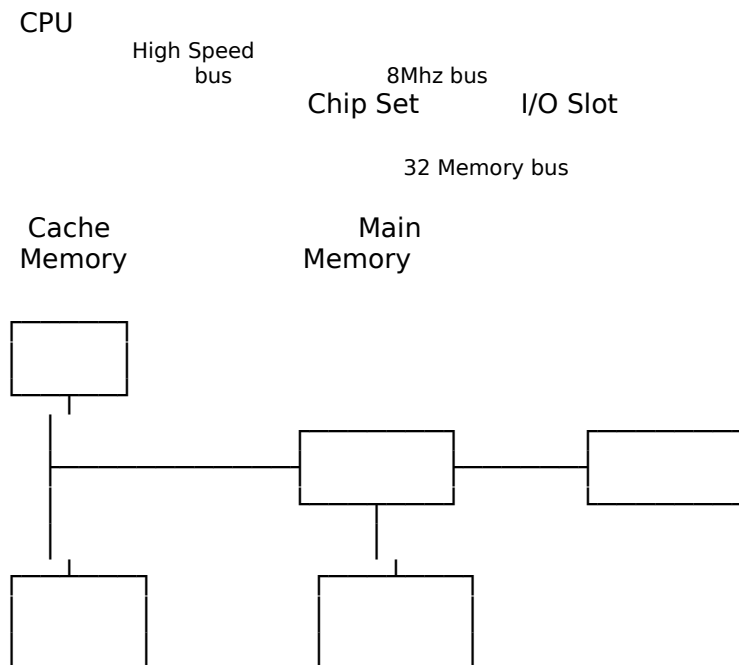 CPU
High Speed
bus
8Mhz bus
Chip Set
I/O Slot
32 Memory bus
Cache
Main
Memory
Memory